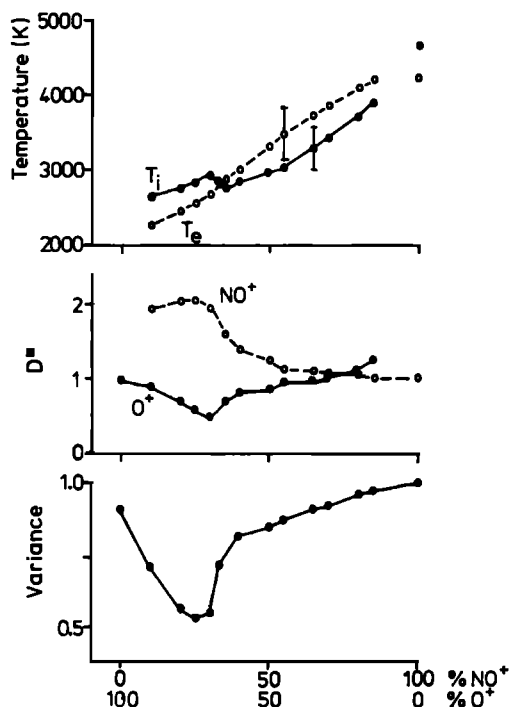 5000
4000
3000
2000
Temperature (K)
Ti
Te
2
1
0
D*
NO+
O+
1.0
0.5
Variance
0 50 100 % NO+
100 50 0 % O+